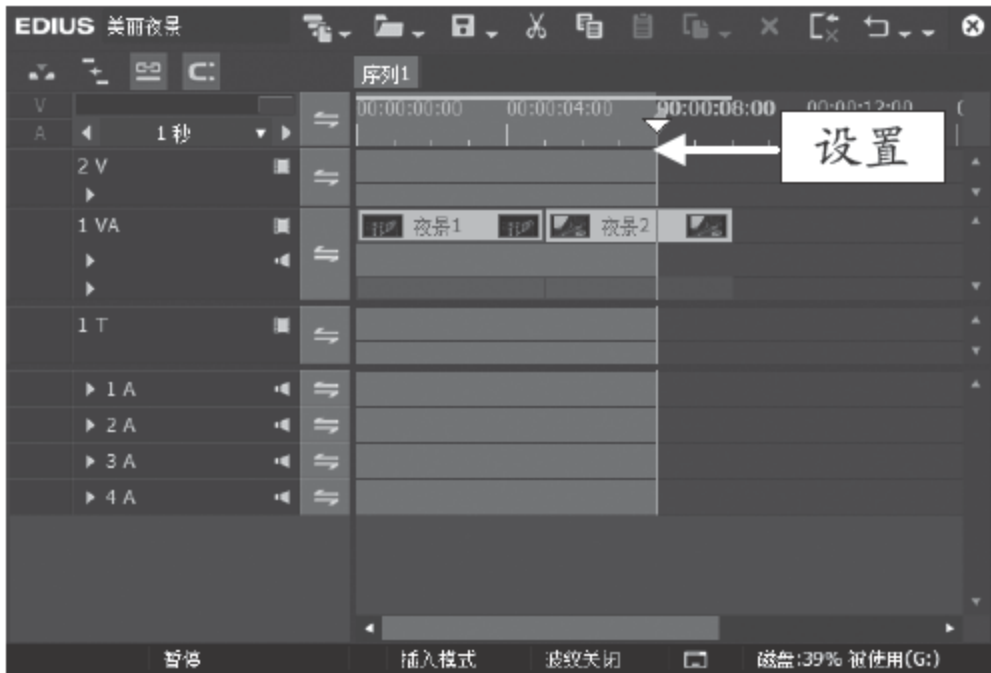 EDIUS 美丽夜景
序列1
00:00:00:00 00:00:04:00 00:00:08:00 00:00:12:00
V
A 1秒
设置
2 V
1 VA 夜景1 夜景2
1 T
1 A
2 A
3 A
4 A
暂停 插入模式 波纹关闭 磁盘:39% 被使用(G:)